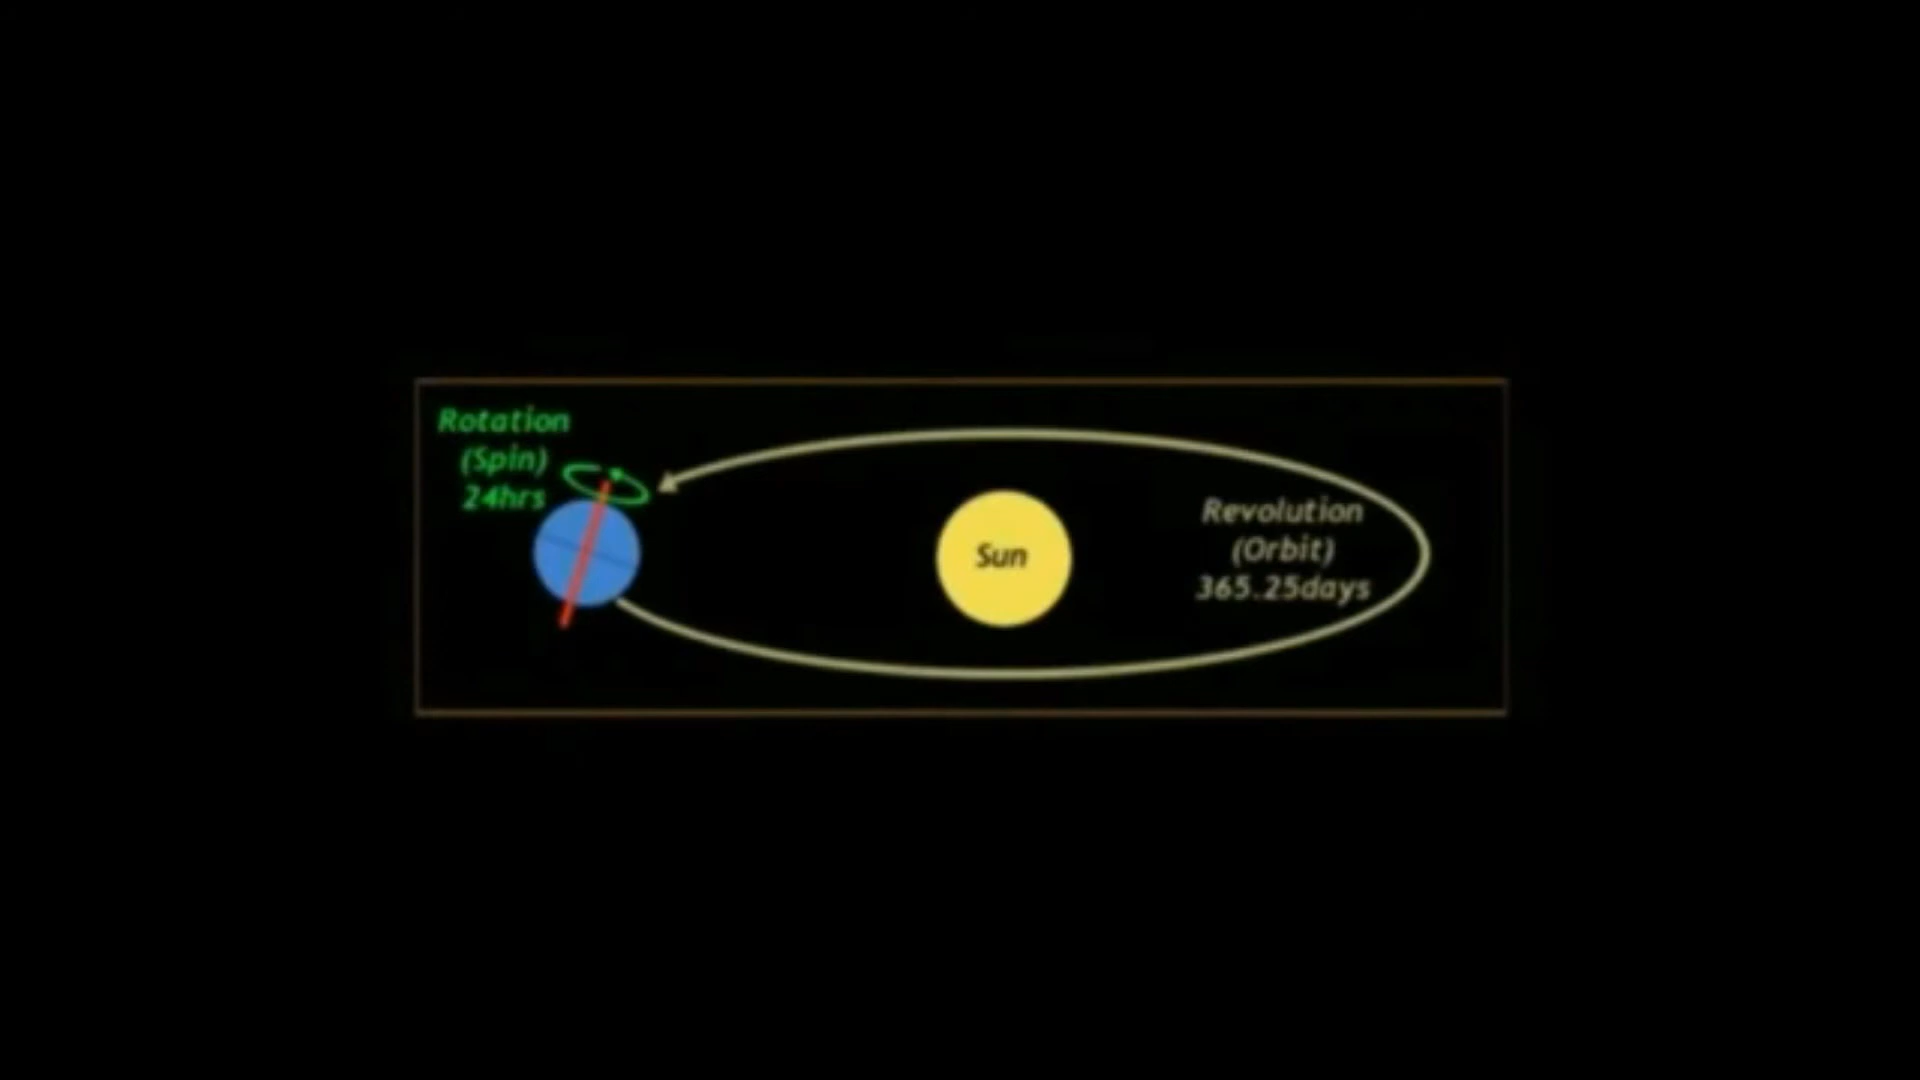 Rotation
(Spin)
24hrs
Sun
Revolution
(Orbit)
365.25days